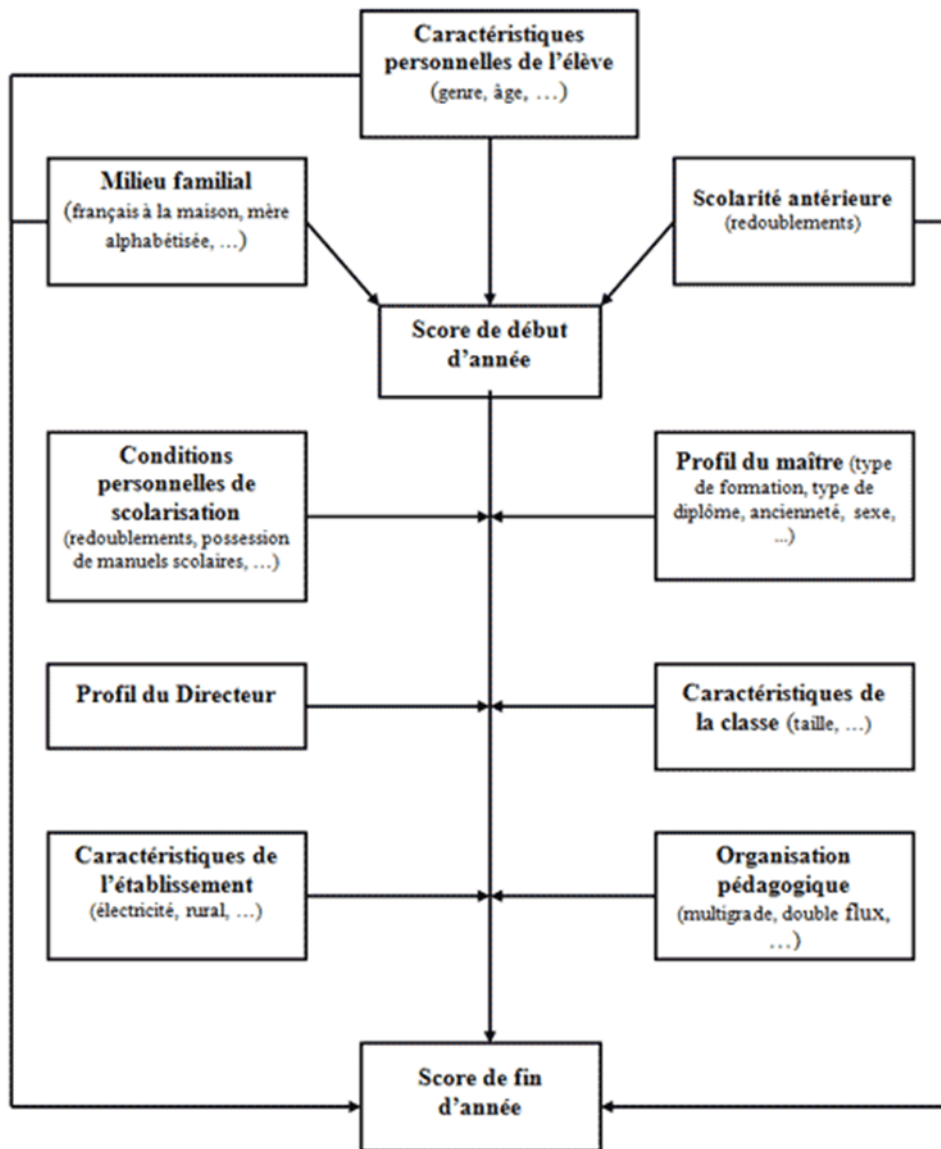 Caractéristiques
personnelles de l'élève
(genre, àge, …)
Milieu familial
(français à la maison, mère
alphabétisée, …)
Scolarité antérieure
(redoublements)
Score de début
d'année
Conditions
personnelles de
scolarisation
(redoublements, possession
de manuels scolaires, …)
Profil du maître (type
de formation, type de
diplôme, ancienneté, sexe,
...)
Profil du Directeur
Caractéristiques de
la classe (taille, …)
Caractéristiques de
l'établissement
(électricité, rural, …)
Organisation
pédagogique
(multigrade, double flux,
…)
Score de fin
d'année